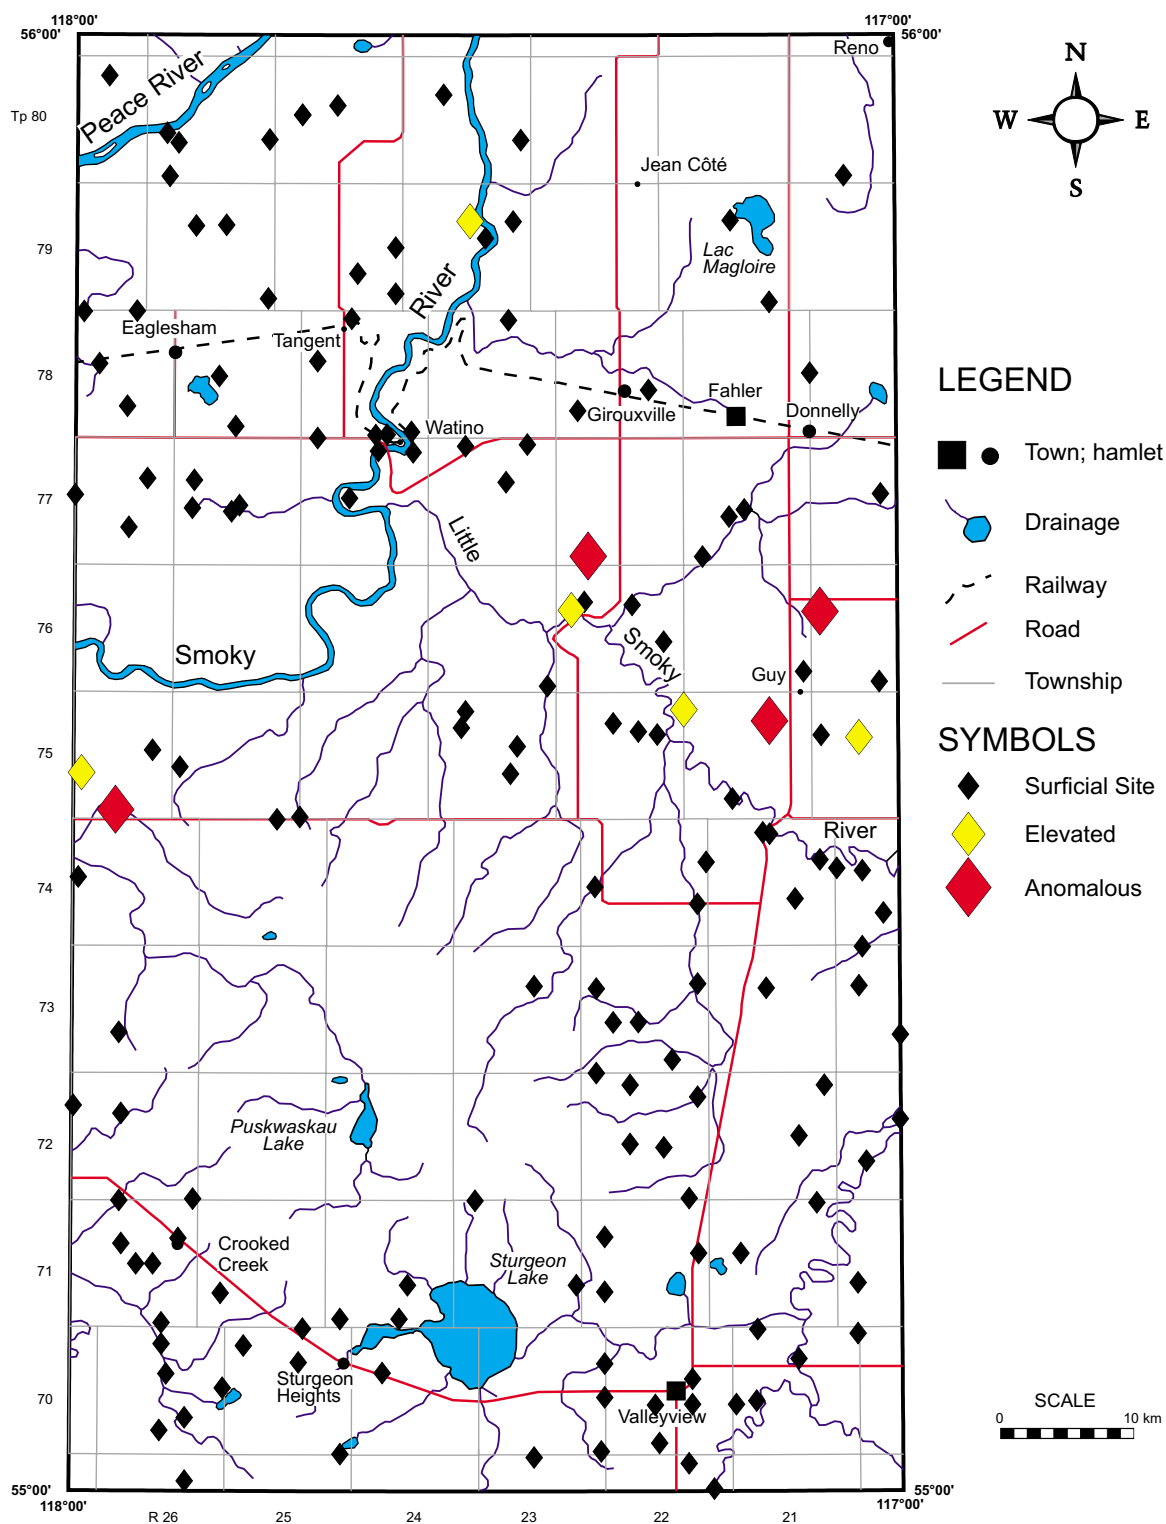 118°00'
117°00'
56°00'
56°00'
Reno
N
W
E
S
Tp 80
Peace River
Jean Côté
79
Lac
Magloire
River
Eaglesham
Tangent
78
Fahler
Girouxville
Donnelly
Watino
LEGEND
Town; hamlet
77
Little
Drainage
Railway
76
Smoky
Smoky
Road
Guy
Township
75
SYMBOLS
Surficial Site
River
Elevated
74
Anomalous
73
Puskwaskau
Lake
72
Crooked
Creek
Sturgeon
Lake
71
Sturgeon
Heights
70
Valleyview
SCALE
0
10 km
55°00'
55°00'
118°00'
117°00'
R 26
25
24
23
22
21